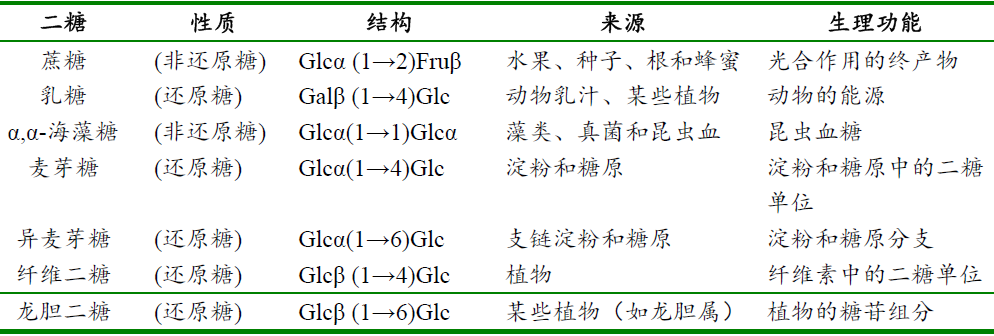 二糖 性质 结构 来源 生理功能
蔗糖 (非还原糖) Glcα (1→2)Fruβ 水果、种子、根和蜂蜜 光合作用的终产物
乳糖 (还原糖) Galβ (1→4)Glc 动物乳汁、某些植物 动物的能源
α,α-海藻糖 (非还原糖) Glcα(1→1)Glcα 藻类、真菌和昆虫血 昆虫血糖
麦芽糖 (还原糖) Glcα(1→4)Glc 淀粉和糖原 淀粉和糖原中的二糖
单位
异麦芽糖 (还原糖) Glcα(1→6)Glc 支链淀粉和糖原 淀粉和糖原分支
纤维二糖 (还原糖) Glcβ (1→4)Glc 植物 纤维素中的二糖单位
龙胆二糖 (还原糖) Glcβ (1→6)Glc 某些植物（如龙胆属） 植物的糖苷组分